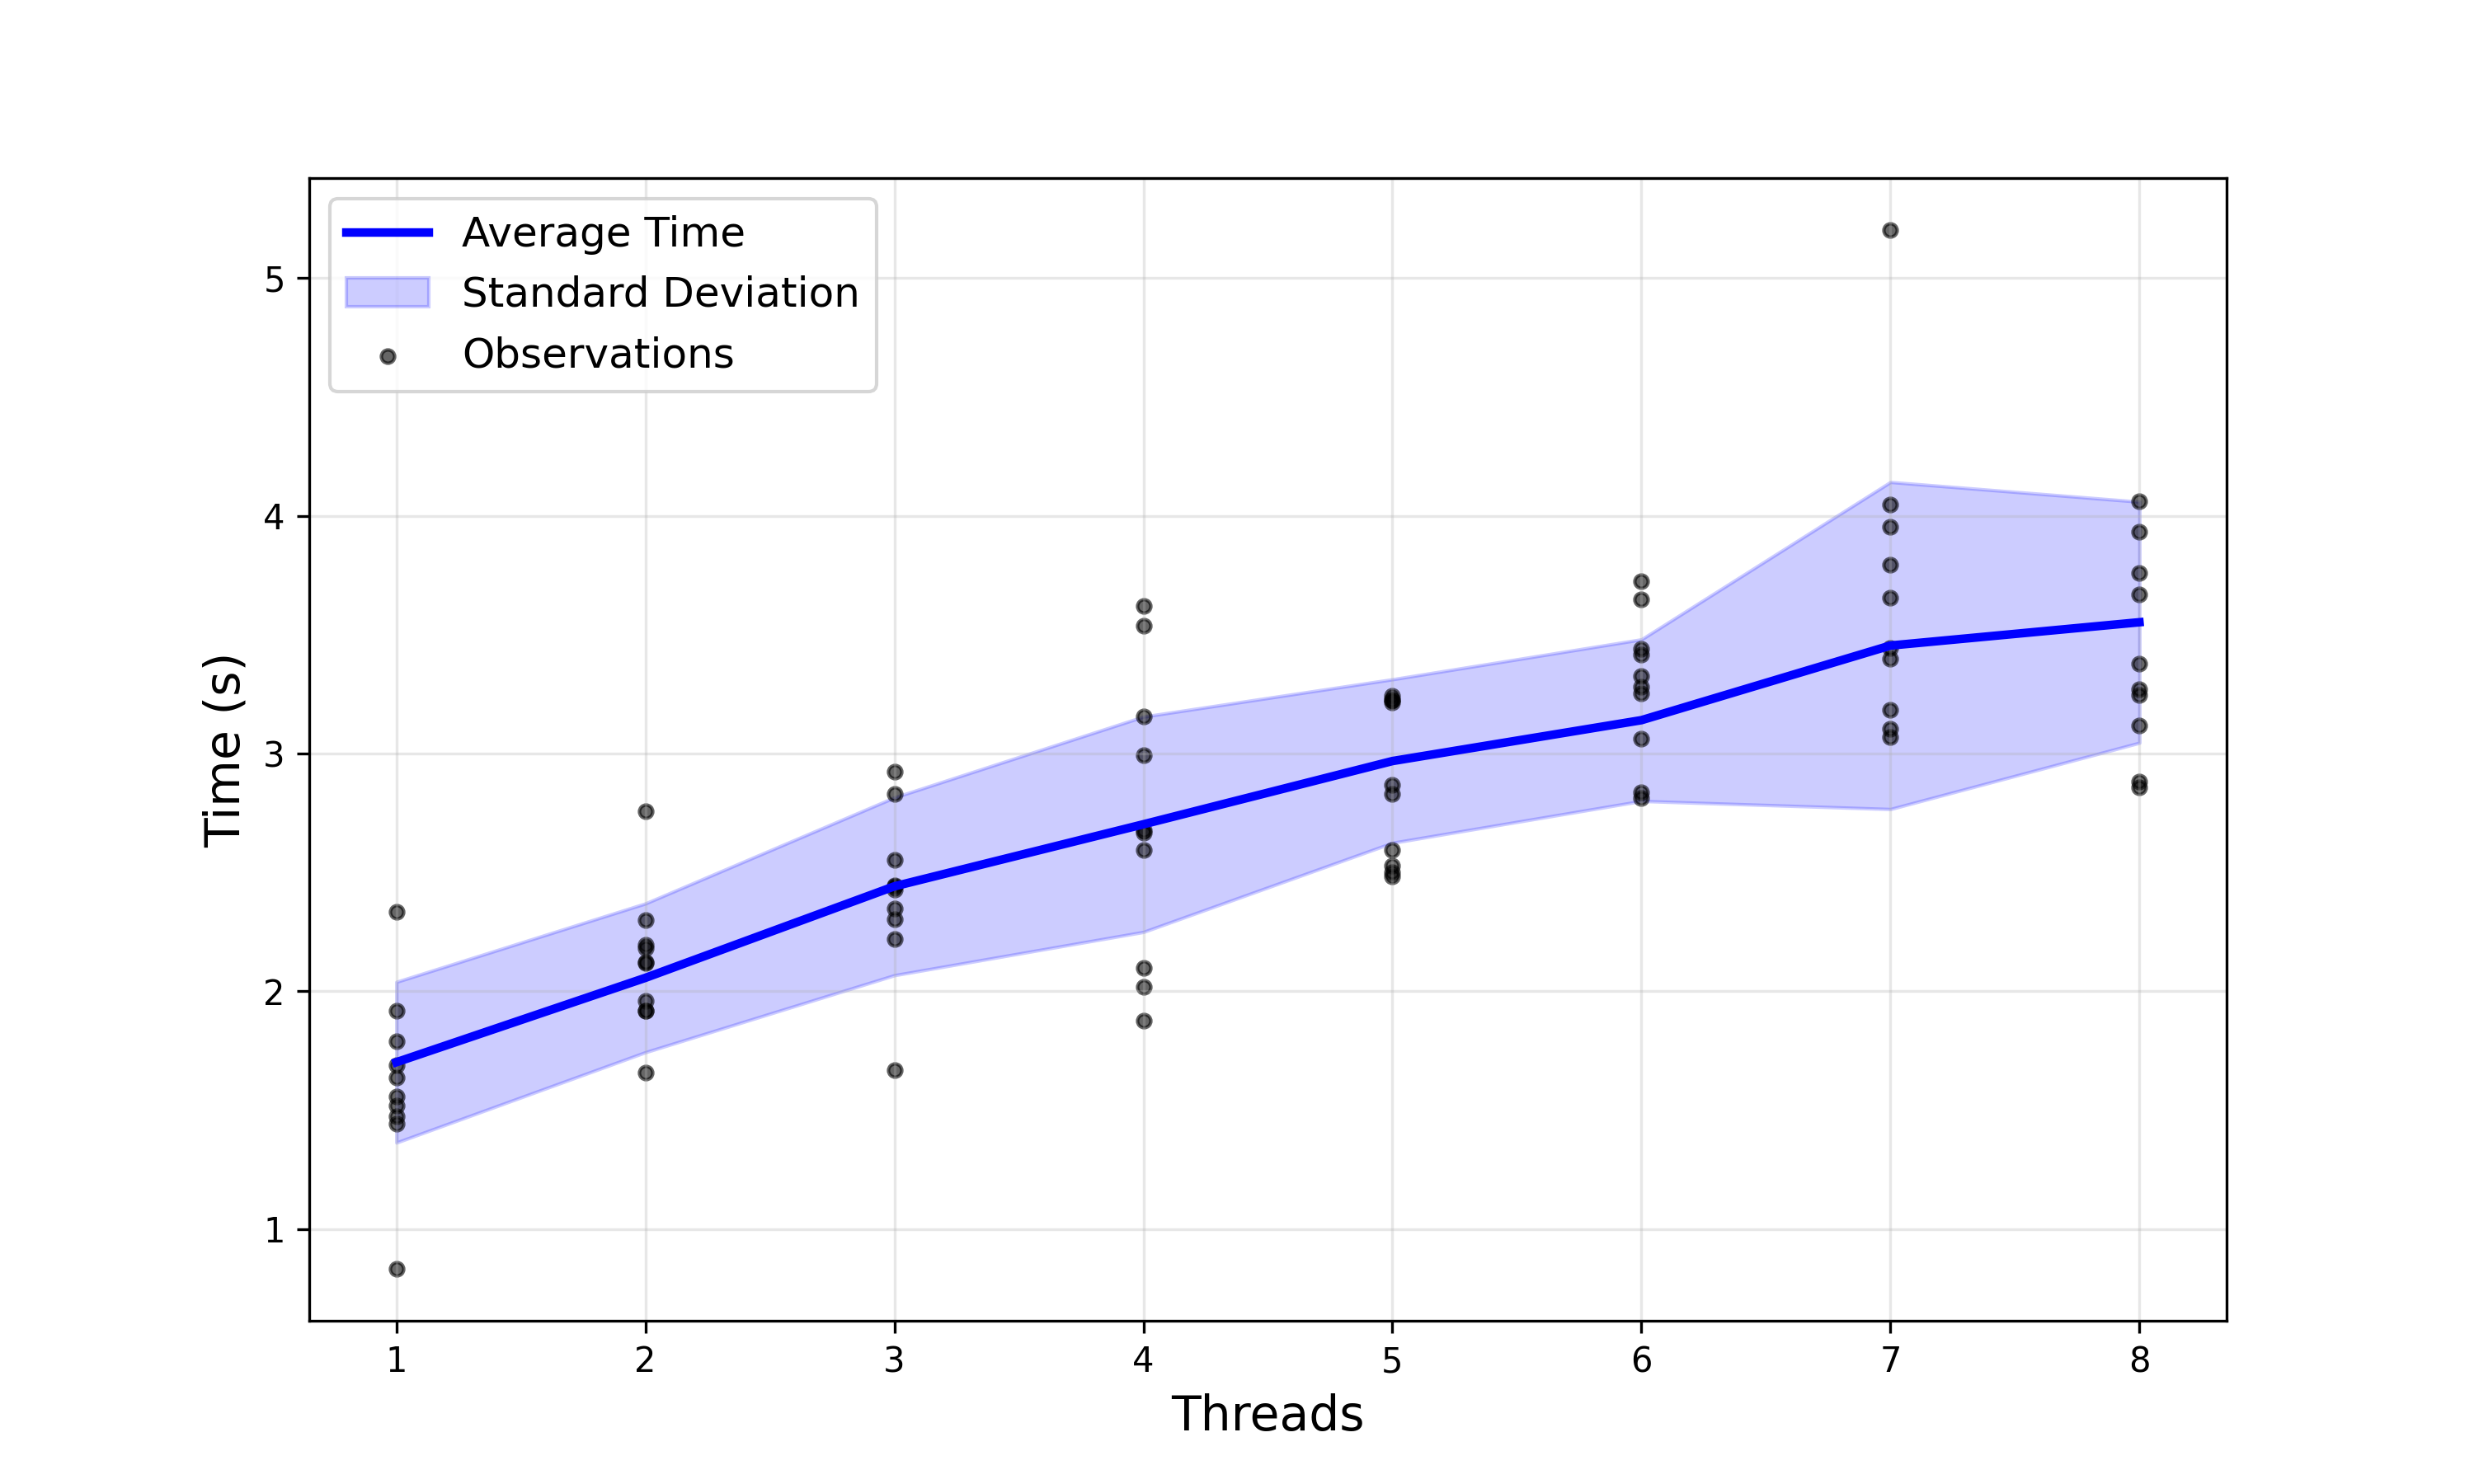 Average Time
Standard Deviation
Observations
5
4
3
2
1
Time (s)
1 2 3 4 5 6 7 8
Threads